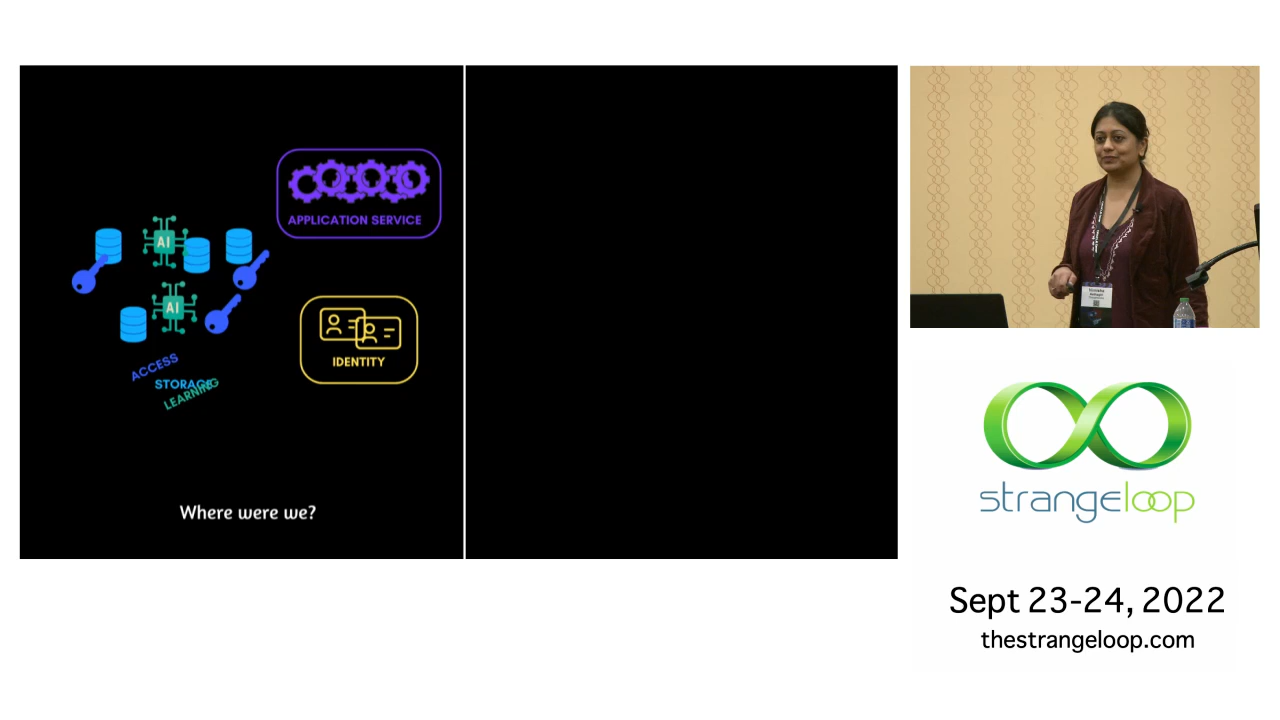 APPLICATION SERVICE
AI
AI
IDENTITY
ACCESS
STORAGE
LEARNING
Where were we?
strangeloop
Sept 23-24, 2022
thestrangeloop.com